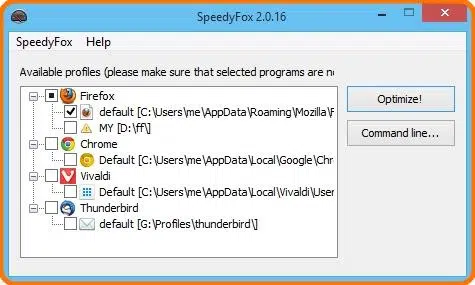 SpeedyFox 2.0.16
SpeedyFox Help
Available profiles (please make sure that selected programs are no
Firefox
default [C:\Users\me\AppData\Roaming\Mozilla\F
MY [D:\ff\]
Chrome
Default [C:\Users\me\AppData\Local\Google\Chr
Vivaldi
Default [C:\Users\me\AppData\Local\Vivaldi\User
Thunderbird
default [G:\Profiles\thunderbird\]
Optimize!
Command line...